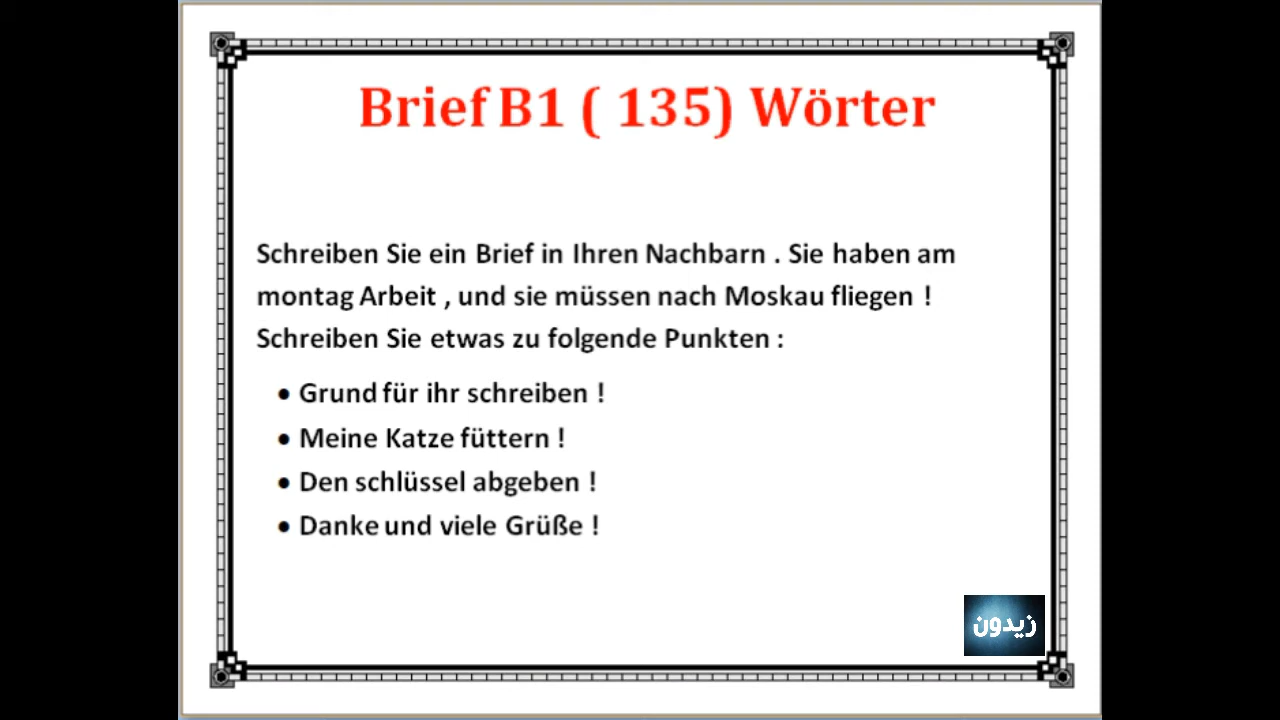 Brief B1 ( 135) Wörter
Schreiben Sie ein Brief in Ihren Nachbarn . Sie haben am
montag Arbeit , und sie müssen nach Moskau fliegen !
Schreiben Sie etwas zu folgende Punkten :
• Grund für ihr schreiben !
• Meine Katze füttern !
• Den schlüssel abgeben !
• Danke und viele Grüße !
زيدون